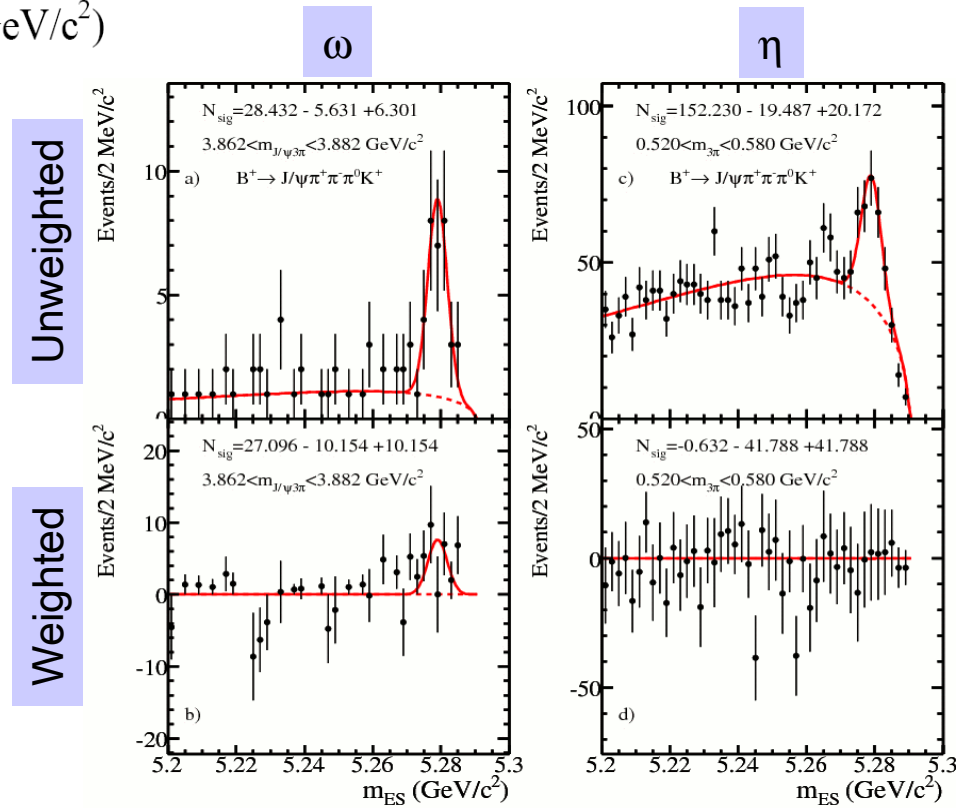 eV/c²)
ω
η
Unweighted
Weighted
Events/2 MeV/c²
10
5
0
N_sig=28.432 - 5.631 +6.301
3.862<m_J/ψ3π<3.882 GeV/c²
a) B⁺→ J/ψπ⁺π⁻π⁰K⁺
Events/2 MeV/c²
100
50
0
N_sig=152.230 - 19.487 +20.172
0.520<m_3π<0.580 GeV/c²
c) B⁺→ J/ψπ⁺π⁻π⁰K⁺
Events/2 MeV/c²
20
10
0
-10
-20
N_sig=27.096 - 10.154 +10.154
3.862<m_J/ψ3π<3.882 GeV/c²
b)
5.2 5.22 5.24 5.26 5.28 5.3
m_ES (GeV/c²)
Events/2 MeV/c²
50
0
-50
N_sig=-0.632 - 41.788 +41.788
0.520<m_3π<0.580 GeV/c²
d)
5.2 5.22 5.24 5.26 5.28 5.3
m_ES (GeV/c²)